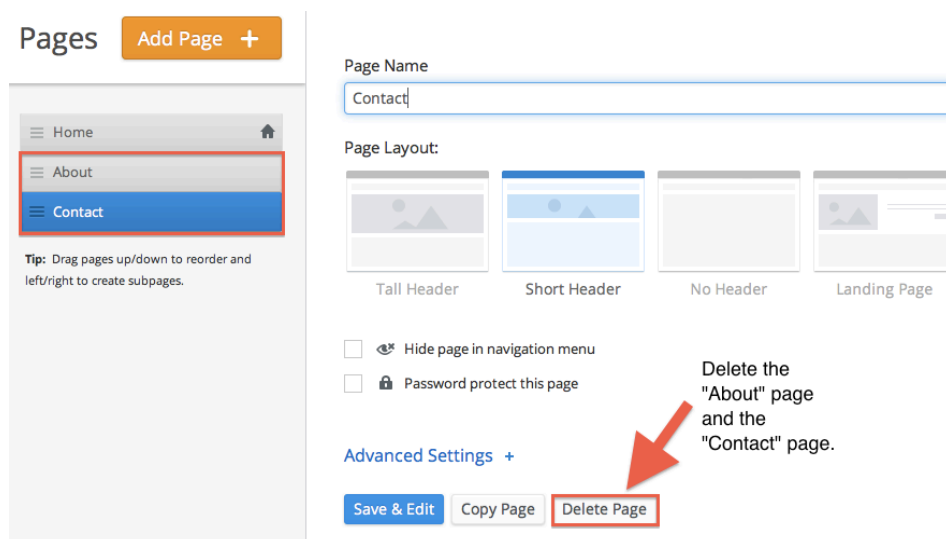 Pages
Add Page +
Home
About
Contact
Tip: Drag pages up/down to reorder and
left/right to create subpages.
Page Name
Contact
Page Layout:
Tall Header
Short Header
No Header
Landing Page
Hide page in navigation menu
Password protect this page
Advanced Settings +
Save & Edit
Copy Page
Delete Page
Delete the
"About" page
and the
"Contact" page.